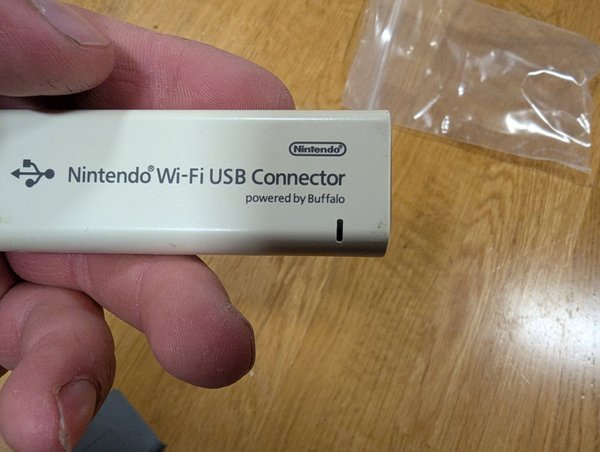 Nintendo®
Nintendo® Wi-Fi USB Connector
powered by Buffalo